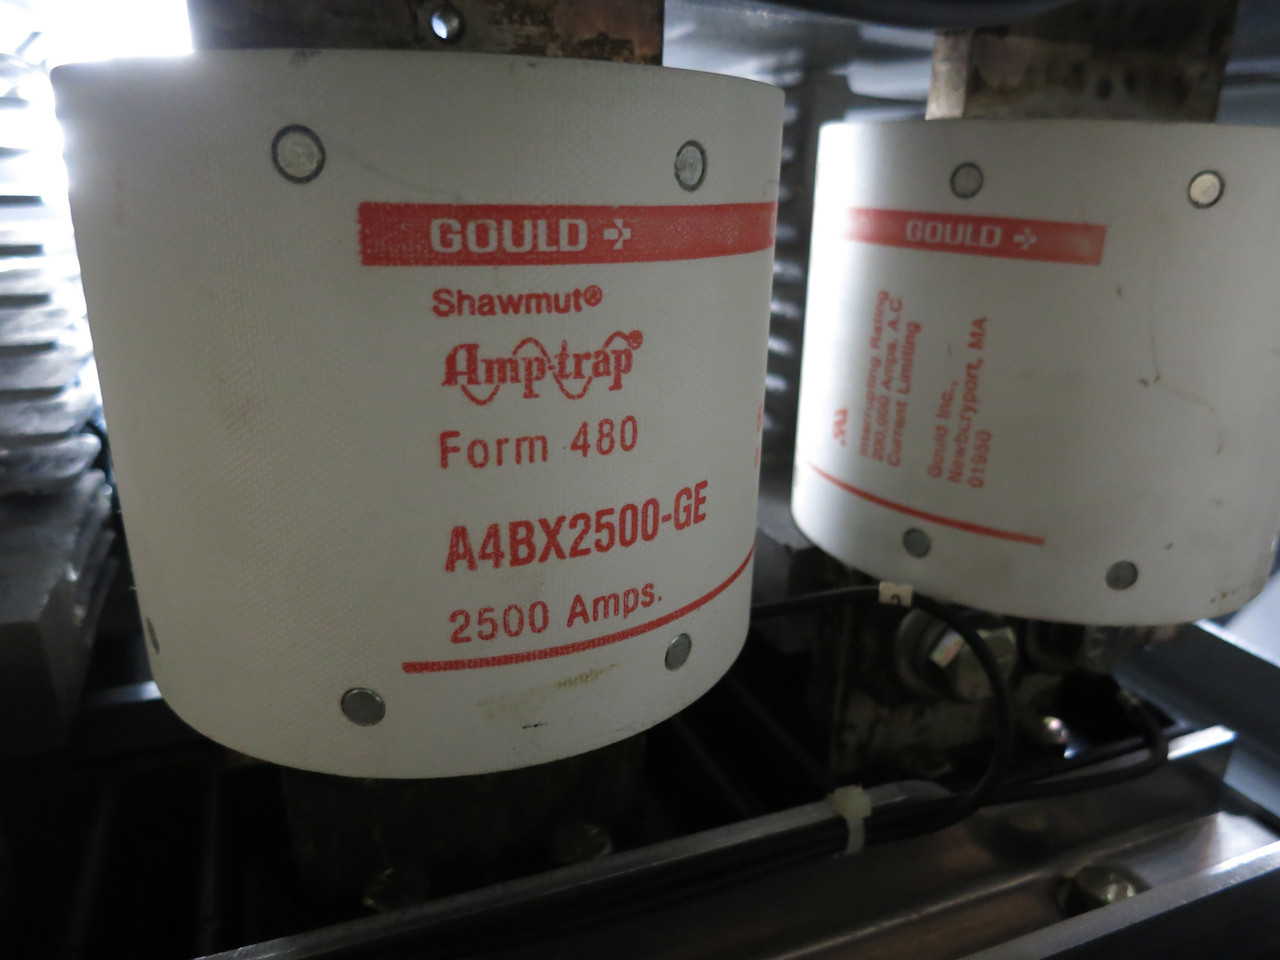 GOULD
Shawmut®
Amp-trap®
Form 480
A4BX2500-GE
2500 Amps.
GOULD
Interrupting Rating
200,000 Amps. A.C
Current Limiting
Gould Inc.,
Newburyport, MA
01950